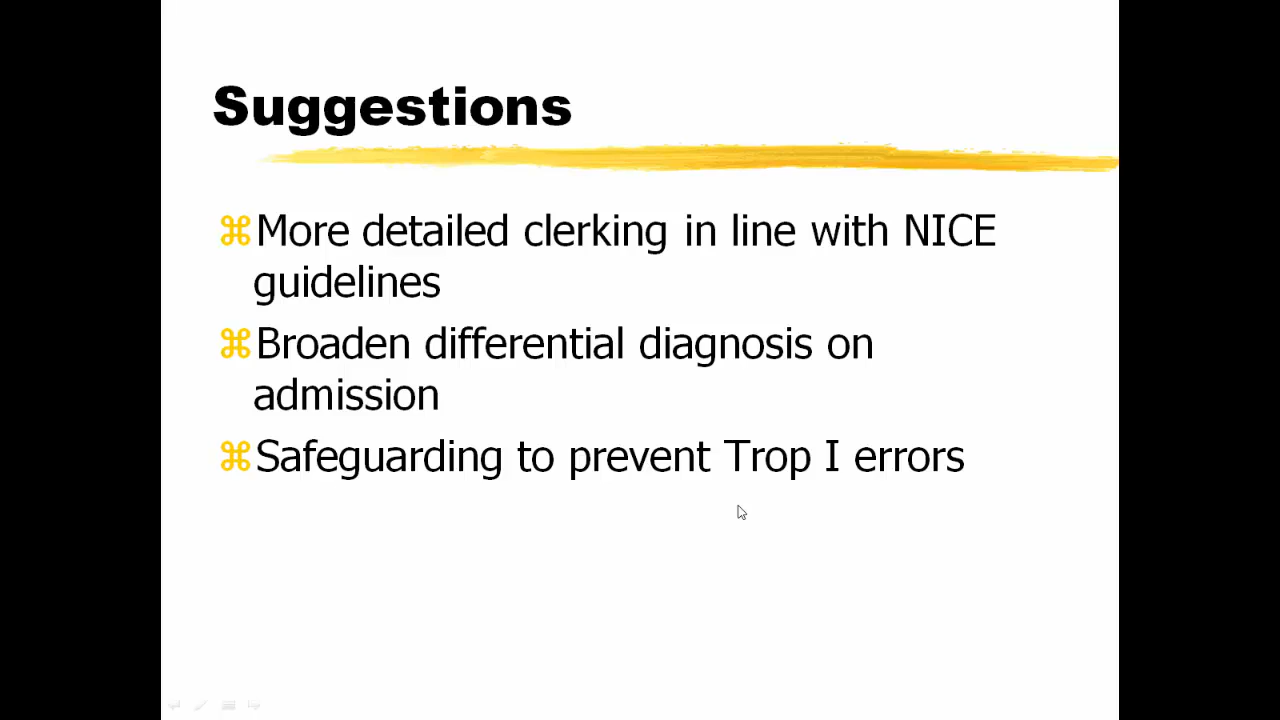 Suggestions
⌘More detailed clerking in line with NICE
guidelines
⌘Broaden differential diagnosis on
admission
⌘Safeguarding to prevent Trop I errors